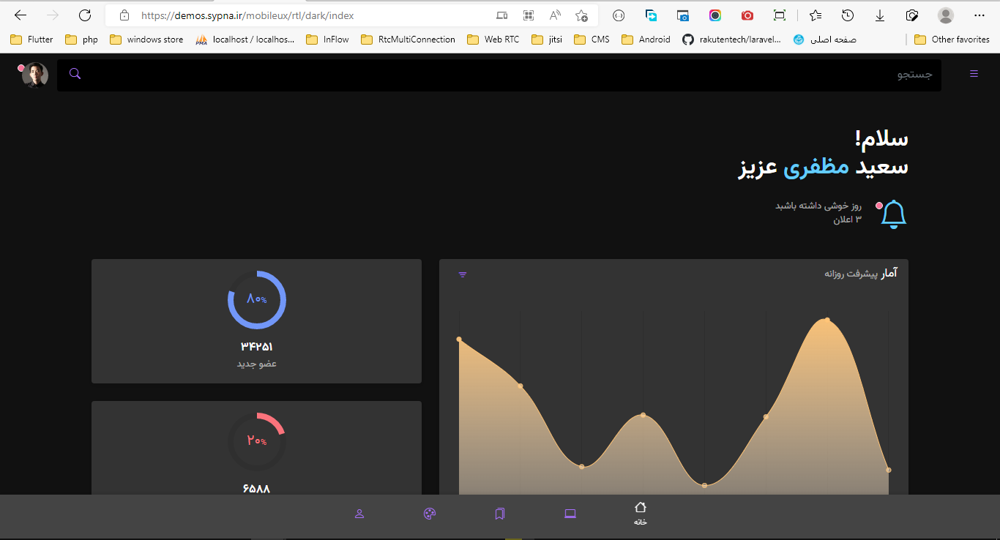 https://demos.sypna.ir/mobileux/rtl/dark/index
Flutter
php
windows store
localhost / localhos...
InFlow
RtcMultiConnection
Web RTC
jitsi
CMS
Android
rakutentech/laravel...
صفحه اصلی
Other favorites
جستجو
سلام!
سعید مظفری عزیز
روز خوشی داشته باشبد
۳ اعلان
آمار پیشرفت روزانه
۸۰%
۳۴۲۵۱
عضو جدید
۲۰%
۶۵۸۸
خانه